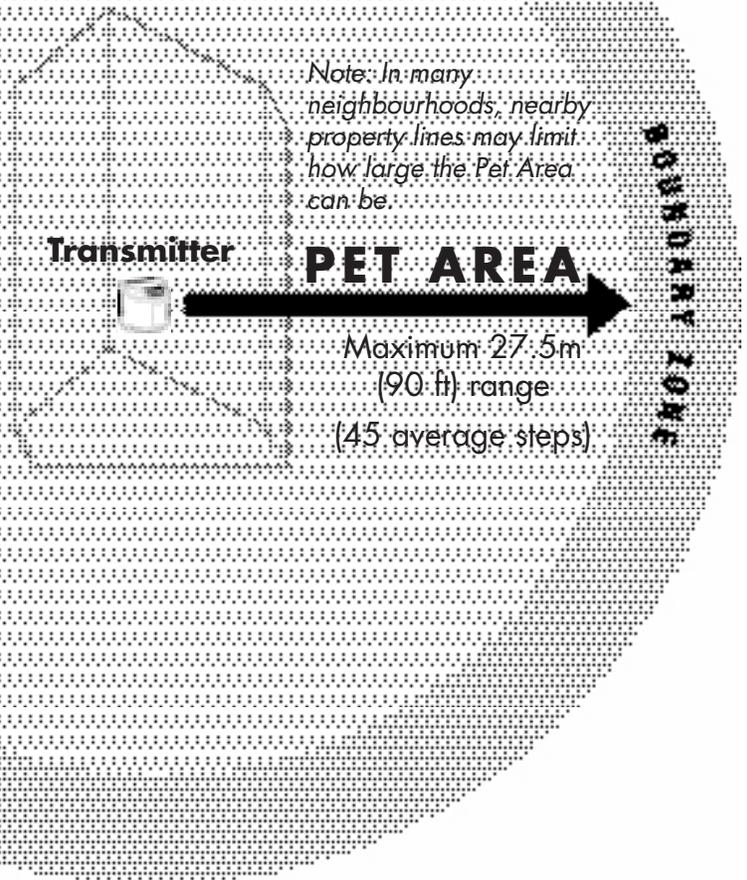 Note: In many
neighbourhoods, nearby
property lines may limit
how large the Pet Area
can be.
Transmitter
PET AREA
Maximum 27.5m
(90 ft) range
(45 average steps)
BOUNDARY ZONE